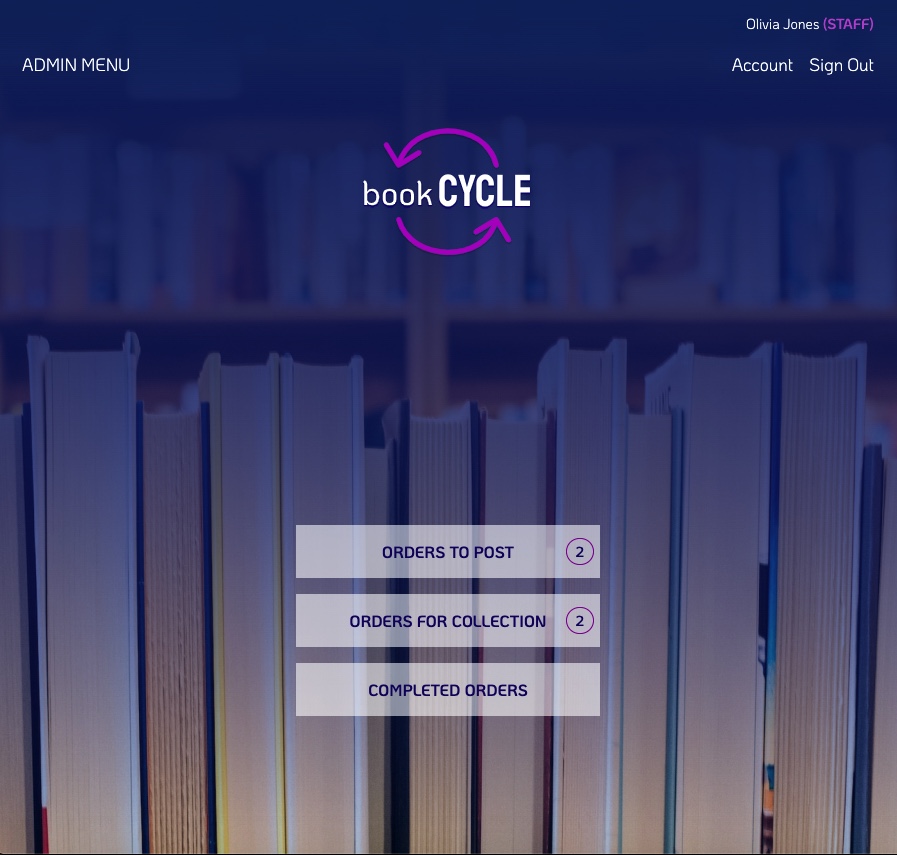 Olivia Jones (STAFF)
ADMIN MENU
Account Sign Out
book CYCLE
ORDERS TO POST 2
ORDERS FOR COLLECTION 2
COMPLETED ORDERS